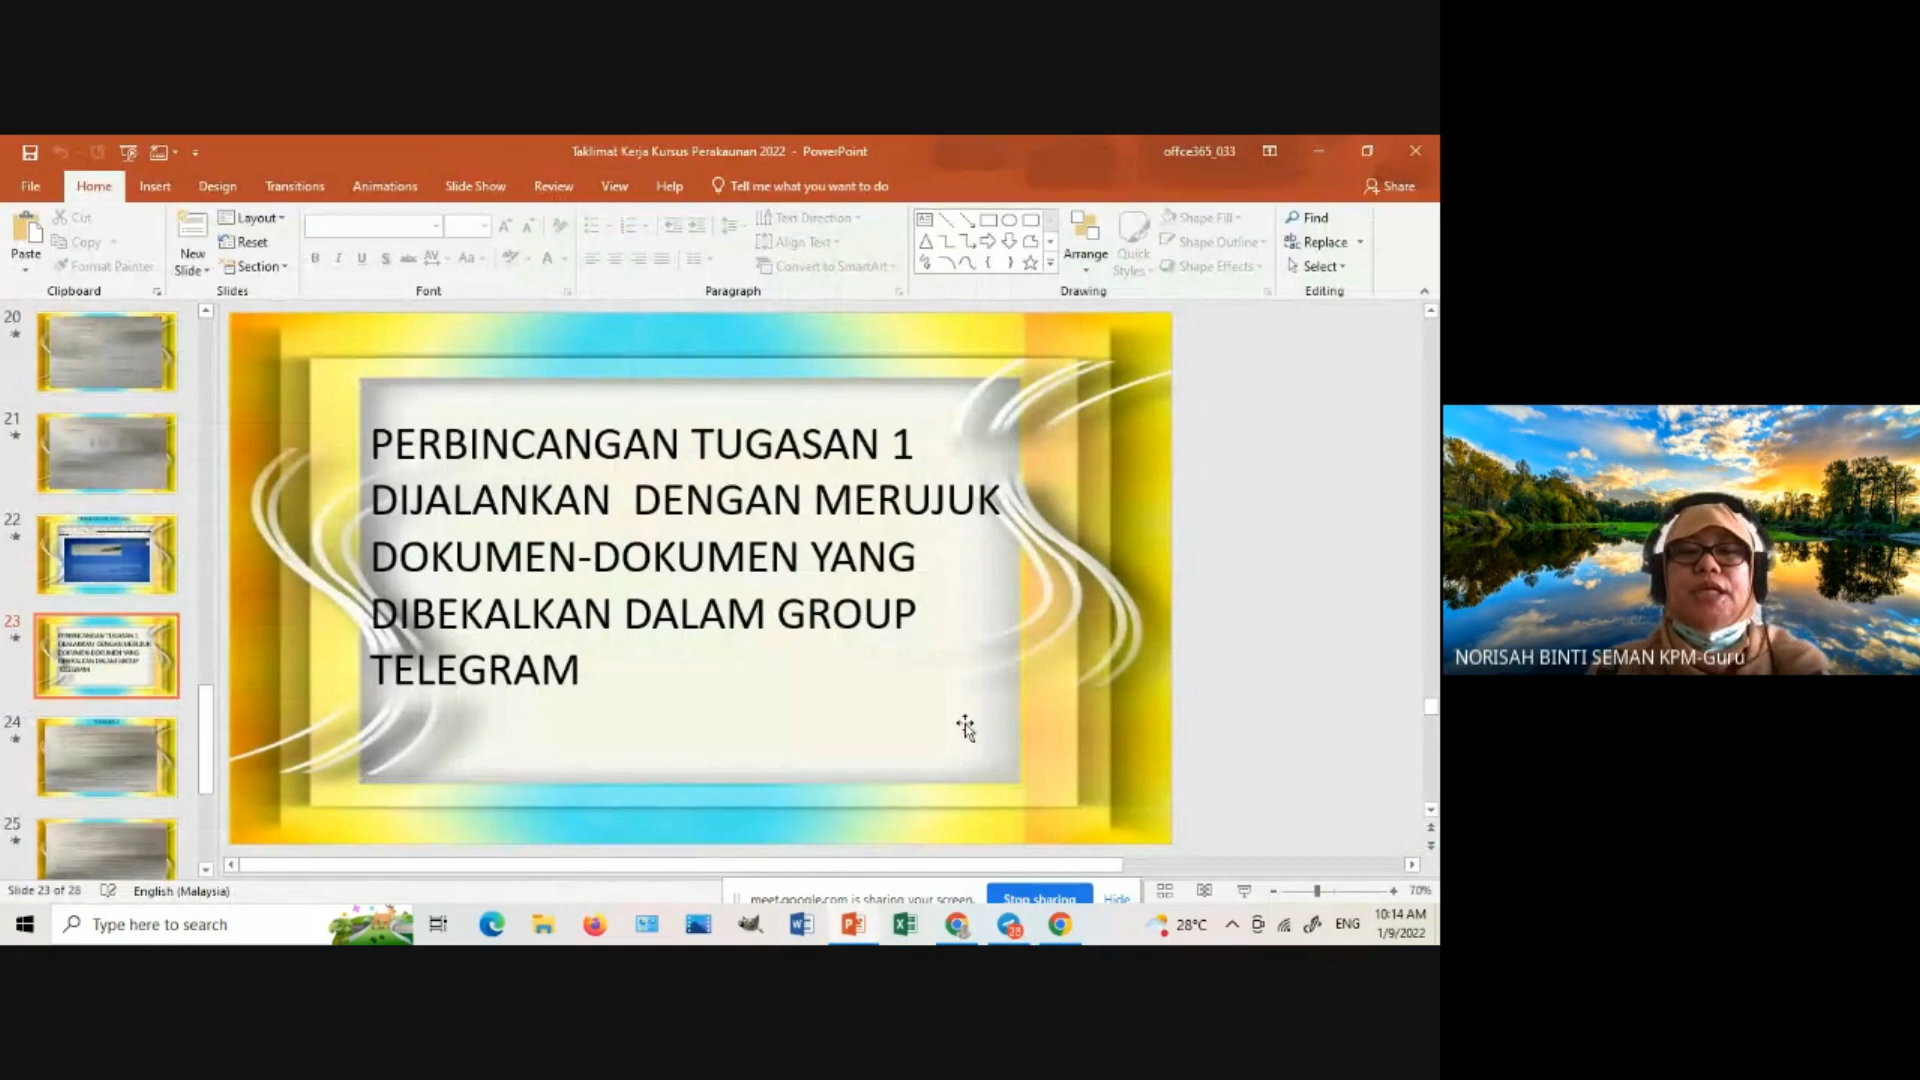 Taklimat Kerja Kursus Perakaunan 2022 - PowerPoint
offce365_033
File Home Insert Design Transitions Animations Slide Show Review View Help Tell me what you want to do Share
Cut
Copy
Format Painter
Paste
Clipboard
New Slide
Layout
Reset
Section
Slides
B I U S abc AV Aa A
Font
Text Direction
Align Text
Convert to SmartArt
Paragraph
Arrange
Quick Styles
Shape Fill
Shape Outline
Shape Effects
Drawing
Find
Replace
Select
Editing
20
21
22
23
24
25
PERBINCANGAN TUGASAN 1
DIJALANKAN DENGAN MERUJUK
DOKUMEN-DOKUMEN YANG
DIBEKALKAN DALAM GROUP
TELEGRAM
NORISAH BINTI SEMAN KPM-Guru
Slide 23 of 28
English (Malaysia)
meet.google.com is sharing your screen.
Stop sharing
Hide
70%
Type here to search
28
28°C
ENG
10:14 AM
1/9/2022